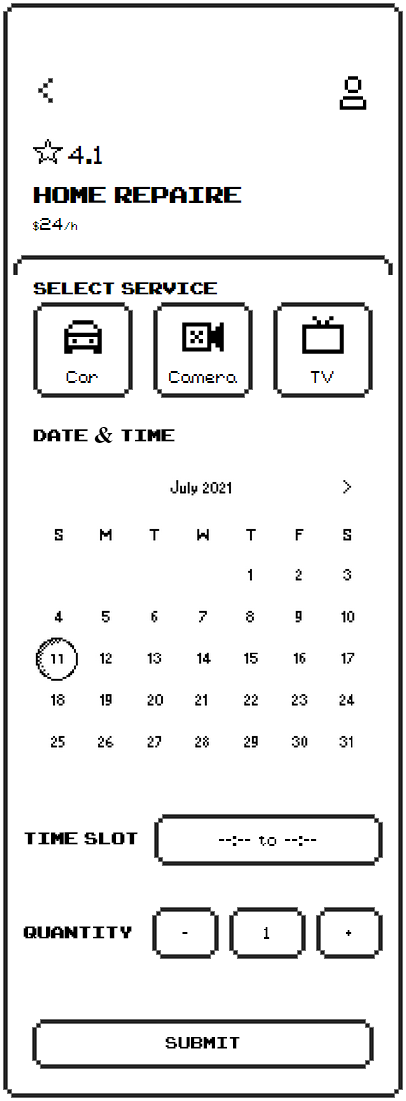 4.1
HOME REPAIRE
$24/h
SELECT SERVICE
Car Camera TV
DATE & TIME
July 2021
S M T W T F S
1 2 3
4 5 6 7 8 9 10
11 12 13 14 15 16 17
18 19 20 21 22 23 24
25 26 27 28 29 30 31
TIME SLOT --:-- to --:--
QUANTITY - 1 +
SUBMIT